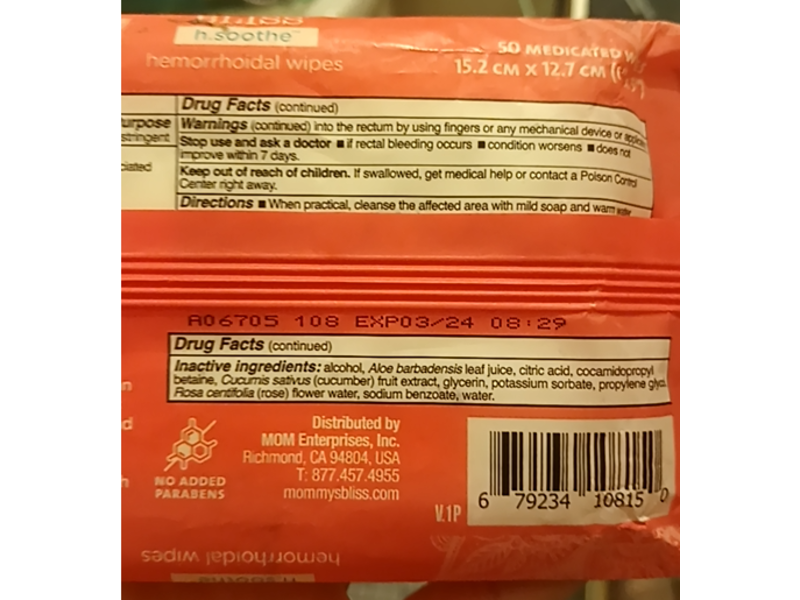 h.soothe™
hemorrhoidal wipes
50 MEDICATED
15.2 CM X 12.7 CM
Drug Facts (continued)
urpose
stringent
Warnings (continued) into the rectum by using fingers or any mechanical device or
Stop use and ask a doctor ■ if rectal bleeding occurs ■ condition worsens ■ does not
improve within 7 days.
ciated
Keep out of reach of children. If swallowed, get medical help or contact a Poison Control
Center right away.
Directions ■ When practical, cleanse the affected area with mild soap and warm water
A06705 108 EXP03/24 08:29
Drug Facts (continued)
Inactive ingredients: alcohol, Aloe barbadensis leaf juice, citric acid, cocamidopropyl
betaine, Cucumis sativus (cucumber) fruit extract, glycerin, potassium sorbate, propylene
Rosa centifolia (rose) flower water, sodium benzoate, water.
NO ADDED
PARABENS
Distributed by
MOM Enterprises, Inc.
Richmond, CA 94804, USA
T: 877.457.4955
mommysbliss.com
V.1P
6 79234 10815 0
hemorrhoidal wipes
h.soothe